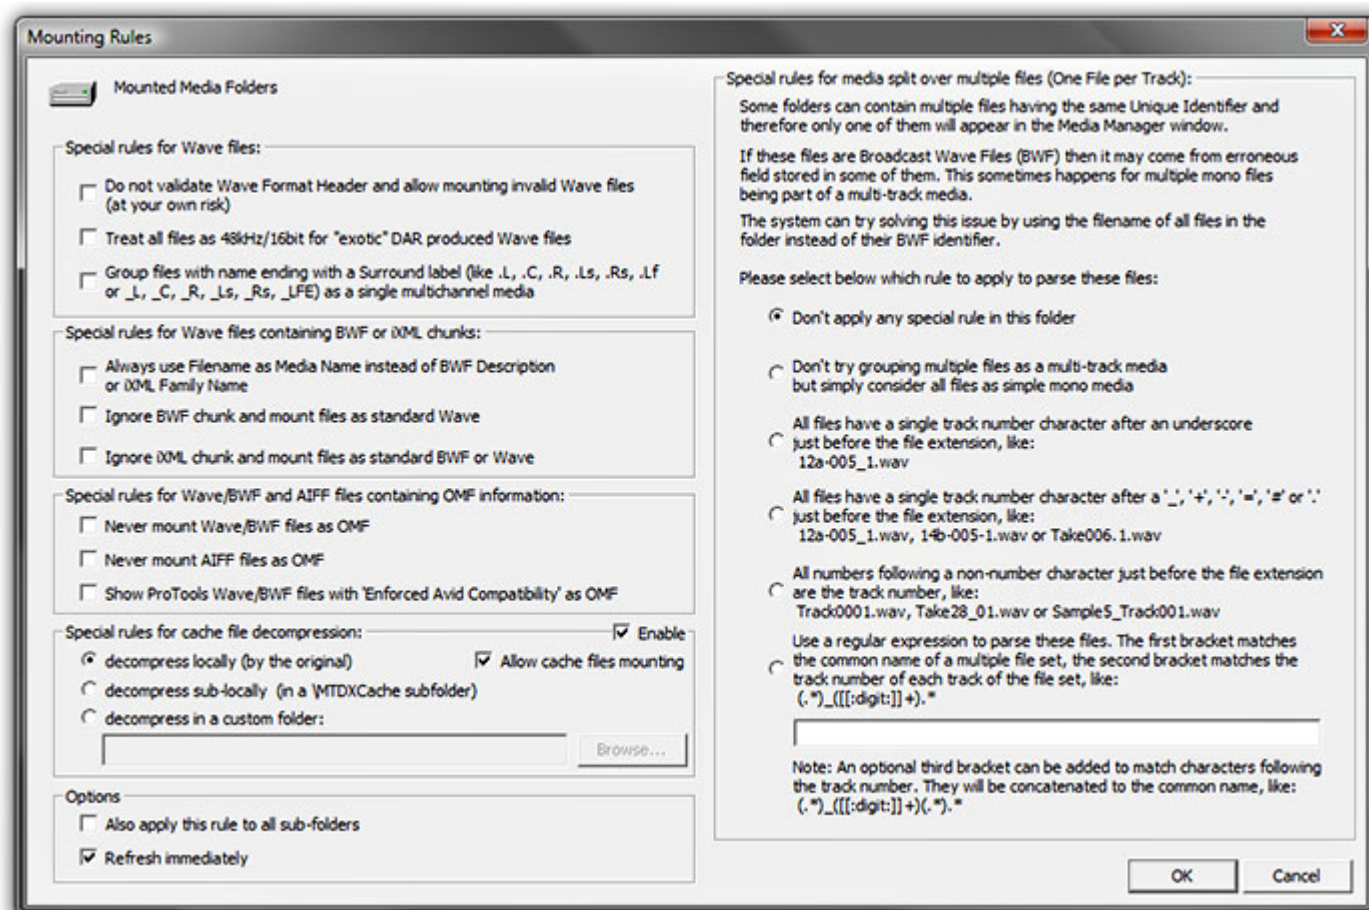 Mounting Rules
Mounted Media Folders
Special rules for Wave files:
Do not validate Wave Format Header and allow mounting invalid Wave files
(at your own risk)
Treat all files as 48kHz/16bit for "exotic" DAR produced Wave files
Group files with name ending with a Surround label (like .L, .C, .R, .Ls, .Rs, .Lf
or _L, _C, _R, _Ls, _Rs, _LFE) as a single multichannel media
Special rules for Wave files containing BWF or iXML chunks:
Always use Filename as Media Name instead of BWF Description
or iXML Family Name
Ignore BWF chunk and mount files as standard Wave
Ignore iXML chunk and mount files as standard BWF or Wave
Special rules for Wave/BWF and AIFF files containing OMF information:
Never mount Wave/BWF files as OMF
Never mount AIFF files as OMF
Show ProTools Wave/BWF files with 'Enforced Avid Compatibility' as OMF
Special rules for cache file decompression:
Enable
decompress locally (by the original)
Allow cache files mounting
decompress sub-locally (in a \MTDXCache subfolder)
decompress in a custom folder:
Browse...
Options
Also apply this rule to all sub-folders
Refresh immediately
Special rules for media split over multiple files (One File per Track):
Some folders can contain multiple files having the same Unique Identifier and
therefore only one of them will appear in the Media Manager window.
If these files are Broadcast Wave Files (BWF) then it may come from erroneous
field stored in some of them. This sometimes happens for multiple mono files
being part of a multi-track media.
The system can try solving this issue by using the filename of all files in the
folder instead of their BWF identifier.
Please select below which rule to apply to parse these files:
Don't apply any special rule in this folder
Don't try grouping multiple files as a multi-track media
but simply consider all files as simple mono media
All files have a single track number character after an underscore
just before the file extension, like:
12a-005_1.wav
All files have a single track number character after a '_', '+', '-', '=', '#' or '.'
just before the file extension, like:
12a-005_1.wav, 14b-005-1.wav or Take006.1.wav
All numbers following a non-number character just before the file extension
are the track number, like:
Track0001.wav, Take28_01.wav or Sample5_Track001.wav
Use a regular expression to parse these files. The first bracket matches
the common name of a multiple file set, the second bracket matches the
track number of each track of the file set, like:
(.*)_([[:digit:]]+).*
Note: An optional third bracket can be added to match characters following
the track number. They will be concatenated to the common name, like:
(.*)_([[:digit:]]+)(.*).*
OK
Cancel